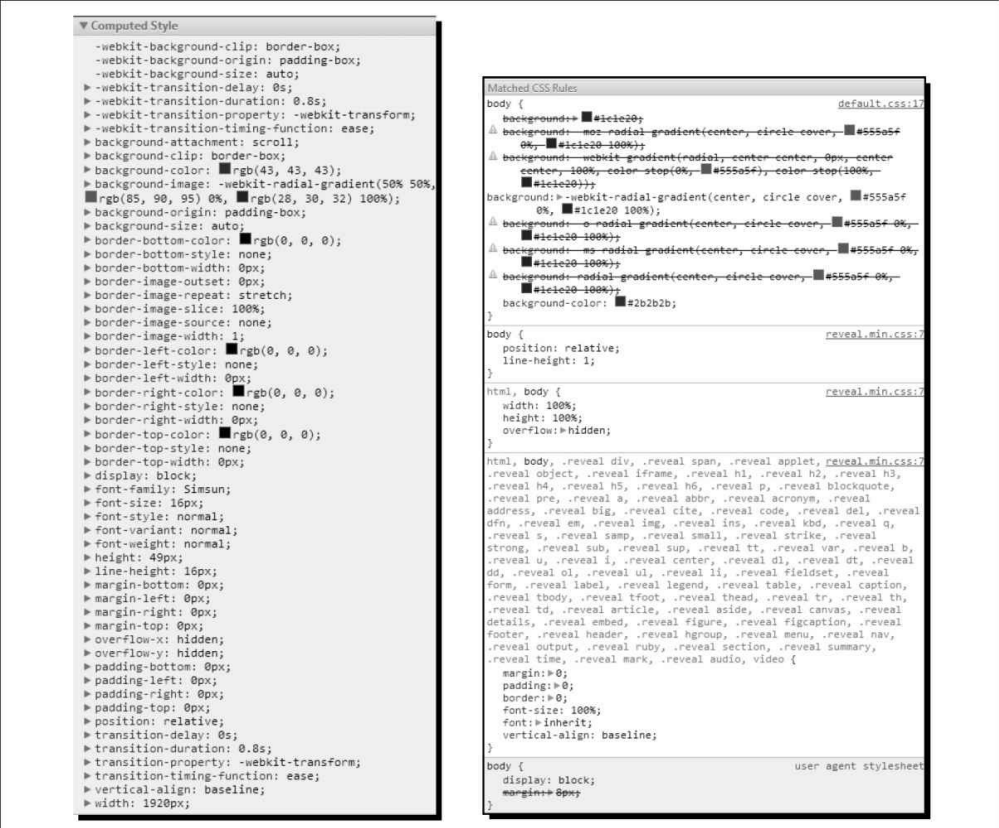 ▼ Computed Style
-webkit-background-clip: border-box;
-webkit-background-origin: padding-box;
-webkit-background-size: auto;
▶ -webkit-transition-delay: 0s;
▶ -webkit-transition-duration: 0.8s;
▶ -webkit-transition-property: -webkit-transform;
▶ -webkit-transition-timing-function: ease;
▶ background-attachment: scroll;
▶ background-clip: border-box;
▶ background-color: rgb(43, 43, 43);
▶ background-image: -webkit-radial-gradient(50% 50%,
rgb(85, 90, 95) 0%, rgb(28, 30, 32) 100%);
▶ background-origin: padding-box;
▶ background-size: auto;
▶ border-bottom-color: rgb(0, 0, 0);
▶ border-bottom-style: none;
▶ border-bottom-width: 0px;
▶ border-image-outset: 0px;
▶ border-image-repeat: stretch;
▶ border-image-slice: 100%;
▶ border-image-source: none;
▶ border-image-width: 1;
▶ border-left-color: rgb(0, 0, 0);
▶ border-left-style: none;
▶ border-left-width: 0px;
▶ border-right-color: rgb(0, 0, 0);
▶ border-right-style: none;
▶ border-right-width: 0px;
▶ border-top-color: rgb(0, 0, 0);
▶ border-top-style: none;
▶ border-top-width: 0px;
▶ display: block;
▶ font-family: Simsun;
▶ font-size: 16px;
▶ font-style: normal;
▶ font-variant: normal;
▶ font-weight: normal;
▶ height: 49px;
▶ line-height: 16px;
▶ margin-bottom: 0px;
▶ margin-left: 0px;
▶ margin-right: 0px;
▶ margin-top: 0px;
▶ overflow-x: hidden;
▶ overflow-y: hidden;
▶ padding-bottom: 0px;
▶ padding-left: 0px;
▶ padding-right: 0px;
▶ padding-top: 0px;
▶ position: relative;
▶ transition-delay: 0s;
▶ transition-duration: 0.8s;
▶ transition-property: -webkit-transform;
▶ transition-timing-function: ease;
▶ vertical-align: baseline;
▶ width: 1920px;
Matched CSS Rules
body { default.css:17
background:▶ #1c1e20;
background: -moz-radial-gradient(center, circle cover, #555a5f
0%, #1c1e20 100%);
background: -webkit-gradient(radial, center center, 0px, center
center, 100%, color-stop(0%, #555a5f), color-stop(100%,
#1c1e20));
background:▶-webkit-radial-gradient(center, circle cover, #555a5f
0%, #1c1e20 100%);
background: -o-radial-gradient(center, circle cover, #555a5f 0%,
#1c1e20 100%);
background: -ms-radial-gradient(center, circle cover, #555a5f 0%,
#1c1e20 100%);
background: radial-gradient(center, circle cover, #555a5f 0%,
#1c1e20 100%);
background-color: #2b2b2b;
}
body { reveal.min.css:7
position: relative;
line-height: 1;
}
html, body { reveal.min.css:7
width: 100%;
height: 100%;
overflow:▶hidden;
}
html, body, .reveal div, .reveal span, .reveal applet, reveal.min.css:7
.reveal object, .reveal iframe, .reveal h1, .reveal h2, .reveal h3,
.reveal h4, .reveal h5, .reveal h6, .reveal p, .reveal blockquote,
.reveal pre, .reveal a, .reveal abbr, .reveal acronym, .reveal
address, .reveal big, .reveal cite, .reveal code, .reveal del, .reveal
dfn, .reveal em, .reveal img, .reveal ins, .reveal kbd, .reveal q,
.reveal s, .reveal samp, .reveal small, .reveal strike, .reveal
strong, .reveal sub, .reveal sup, .reveal tt, .reveal var, .reveal b,
.reveal u, .reveal i, .reveal center, .reveal dl, .reveal dt, .reveal
dd, .reveal ol, .reveal ul, .reveal li, .reveal fieldset, .reveal
form, .reveal label, .reveal legend, .reveal table, .reveal caption,
.reveal tbody, .reveal tfoot, .reveal thead, .reveal tr, .reveal th,
.reveal td, .reveal article, .reveal aside, .reveal canvas, .reveal
details, .reveal embed, .reveal figure, .reveal figcaption, .reveal
footer, .reveal header, .reveal hgroup, .reveal menu, .reveal nav,
.reveal output, .reveal ruby, .reveal section, .reveal summary,
.reveal time, .reveal mark, .reveal audio, video {
margin:▶0;
padding:▶0;
border:▶0;
font-size: 100%;
font:▶inherit;
vertical-align: baseline;
}
body { user agent stylesheet
display: block;
margin:▶8px;
}